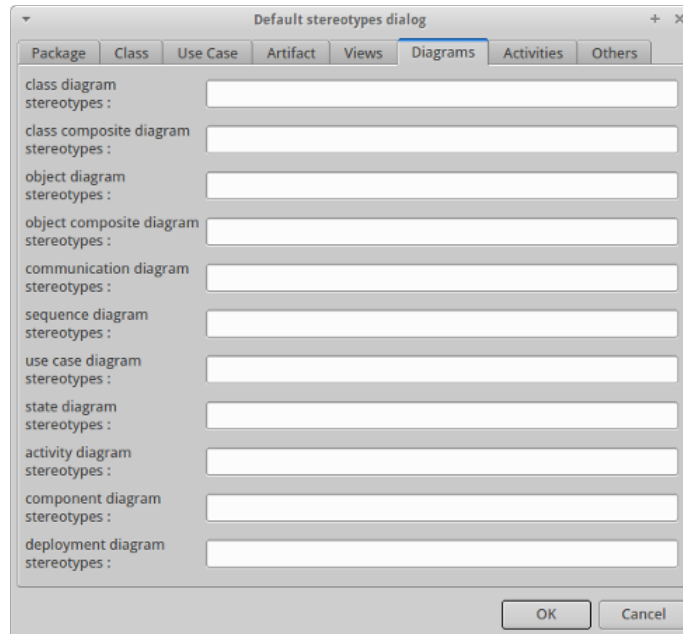 Default stereotypes dialog
Package Class Use Case Artifact Views Diagrams Activities Others
class diagram
stereotypes :
class composite diagram
stereotypes :
object diagram
stereotypes :
object composite diagram
stereotypes :
communication diagram
stereotypes :
sequence diagram
stereotypes :
use case diagram
stereotypes :
state diagram
stereotypes :
activity diagram
stereotypes :
component diagram
stereotypes :
deployment diagram
stereotypes :
OK Cancel